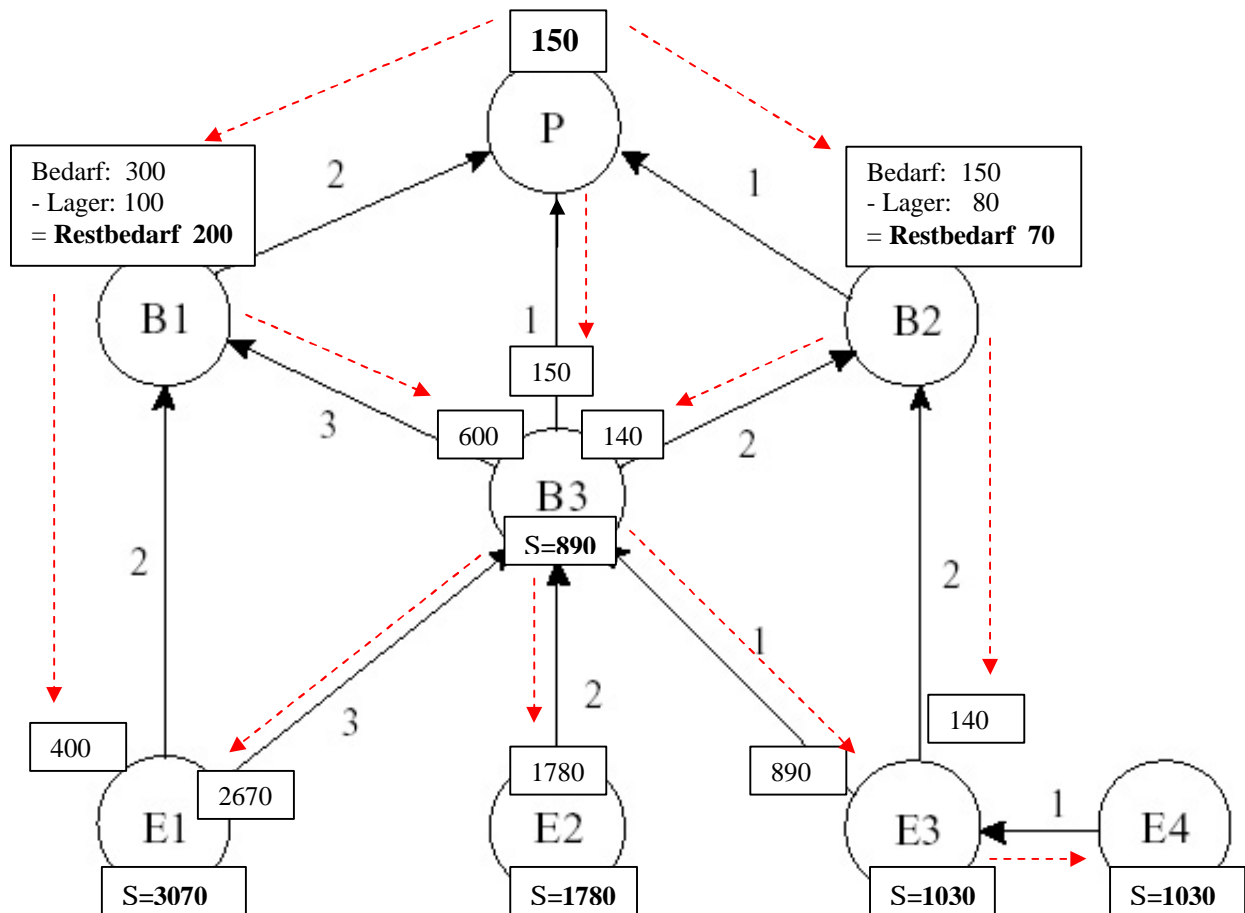 150
P
Bedarf: 300
- Lager: 100
= Restbedarf 200
2
1
Bedarf: 150
- Lager: 80
= Restbedarf 70
B1
B2
1
150
3
600
140
2
B3
S=890
2
2
1
3
2
400
2670
1780
890
140
E1
E2
E3
1
E4
S=3070
S=1780
S=1030
S=1030